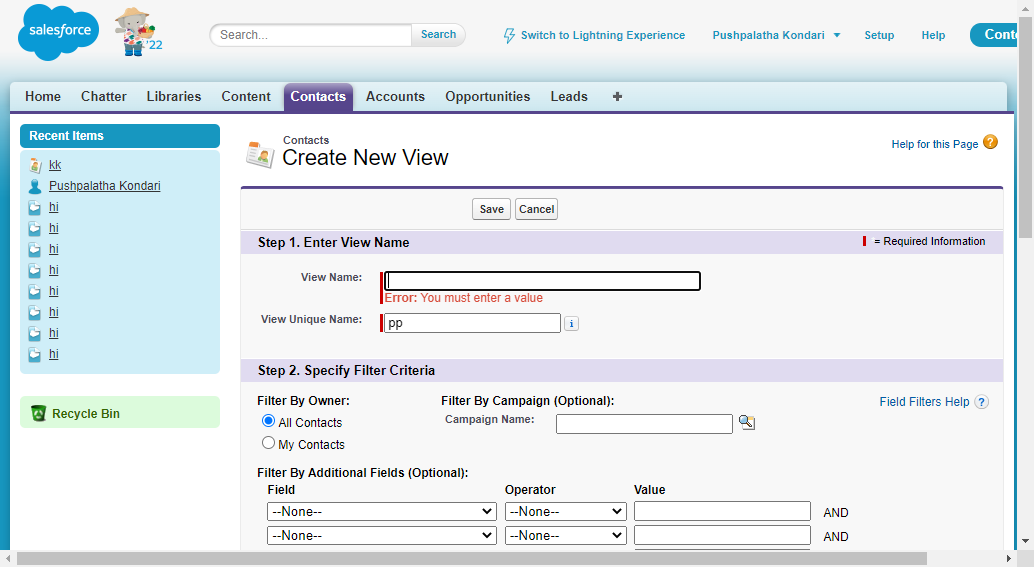 salesforce
'22
Search...
Search
Switch to Lightning Experience
Pushpalatha Kondari
Setup
Help
Home Chatter Libraries Content Contacts Accounts Opportunities Leads +
Recent Items
kk
Pushpalatha Kondari
hi
hi
hi
hi
hi
hi
hi
hi
Recycle Bin
Contacts
Create New View
Help for this Page ?
Save Cancel
Step 1. Enter View Name
= Required Information
View Name:
Error: You must enter a value
View Unique Name: pp i
Step 2. Specify Filter Criteria
Filter By Owner:
All Contacts
My Contacts
Filter By Campaign (Optional):
Campaign Name:
Field Filters Help ?
Filter By Additional Fields (Optional):
Field Operator Value
--None-- --None-- AND
--None-- --None-- AND